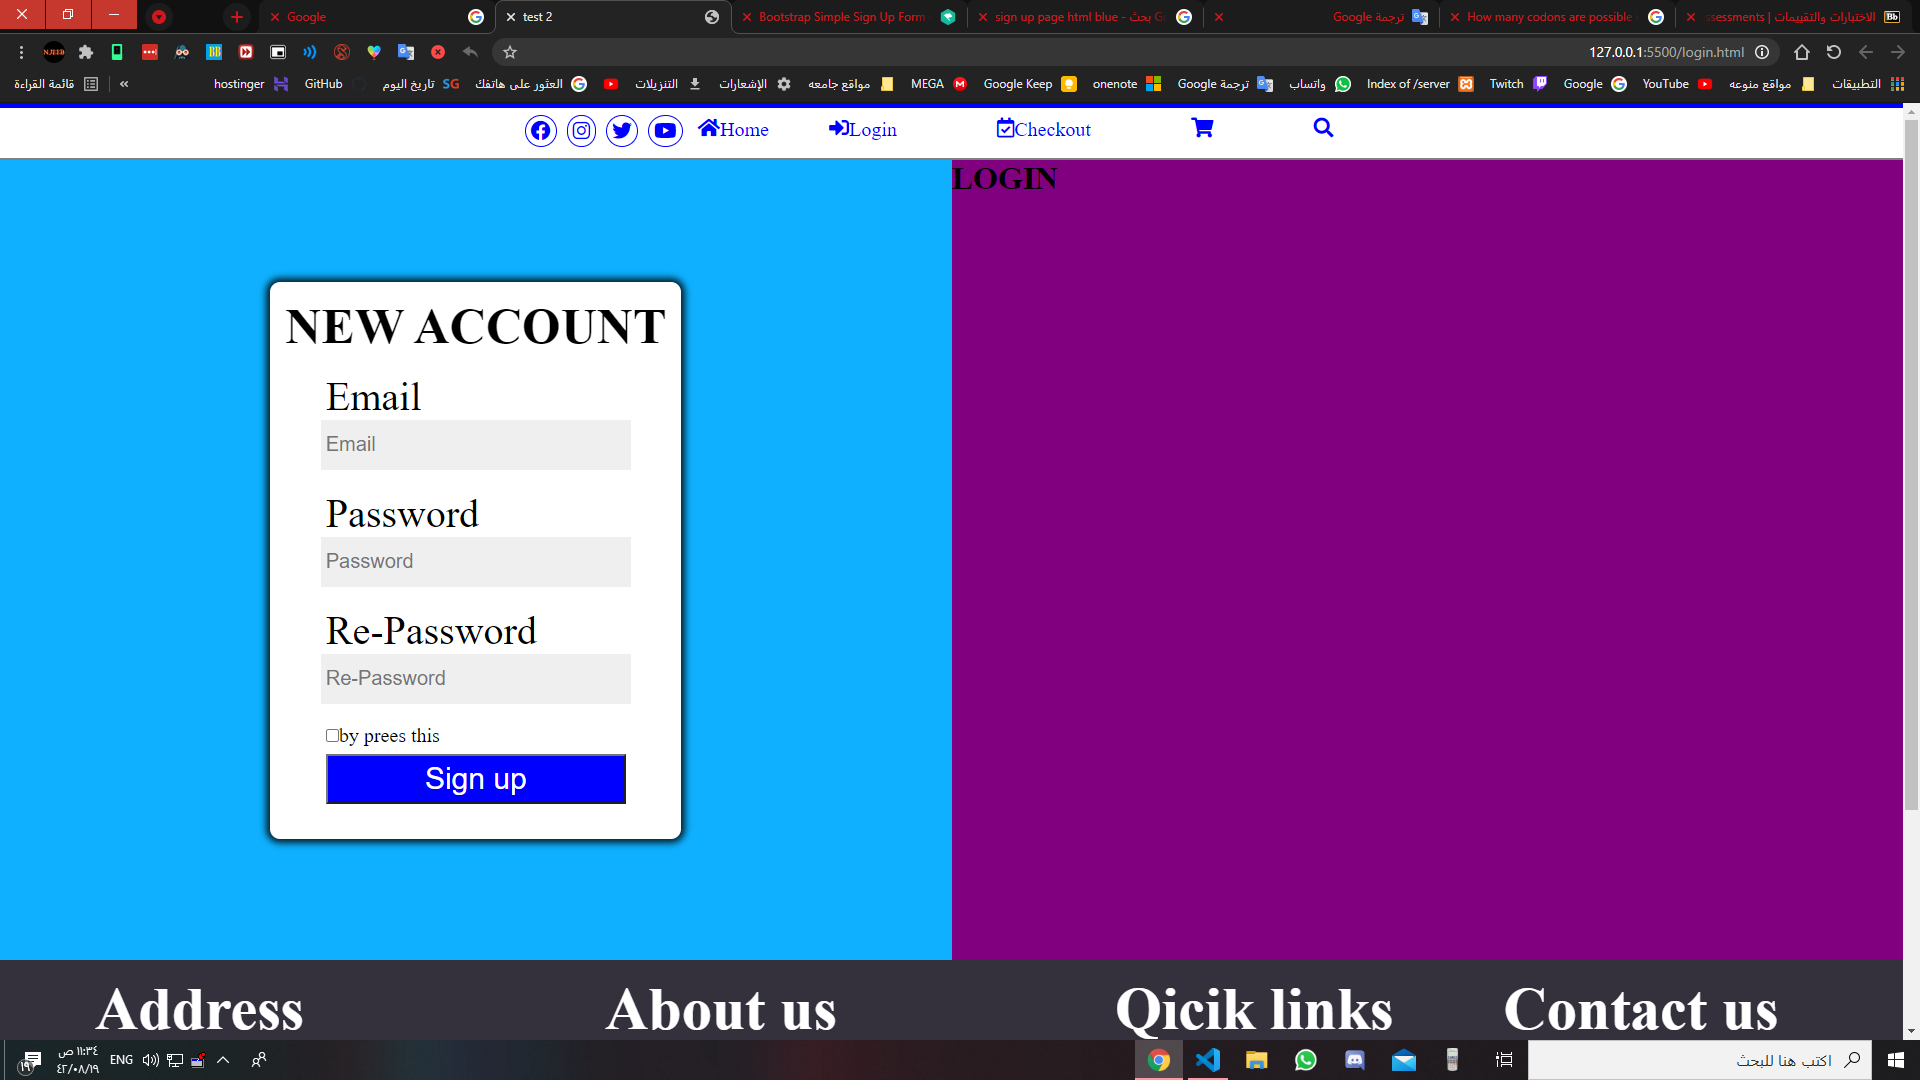 Google
test 2
Bootstrap Simple Sign Up Form
sign up page html blue - بحث G
ترجمة Google
How many codons are possible
الاختبارات والتقييمات | ssessments
Bb
127.0.0.1:5500/login.html
قائمة القراءة
«
hostinger
GitHub
تاريخ اليوم
SG
العثور على هاتفك
التنزيلات
الإشعارات
مواقع جامعه
MEGA
Google Keep
onenote
ترجمة Google
واتساب
Index of /server
Twitch
Google
YouTube
مواقع منوعه
التطبيقات
Home
Login
Checkout
LOGIN
NEW ACCOUNT
Email
Email
Password
Password
Re-Password
Re-Password
by prees this
Sign up
Address
About us
Qicik links
Contact us
١١:٣٤ ص
٤٢/٠٨/١٩
ENG
١٩
اكتب هنا للبحث